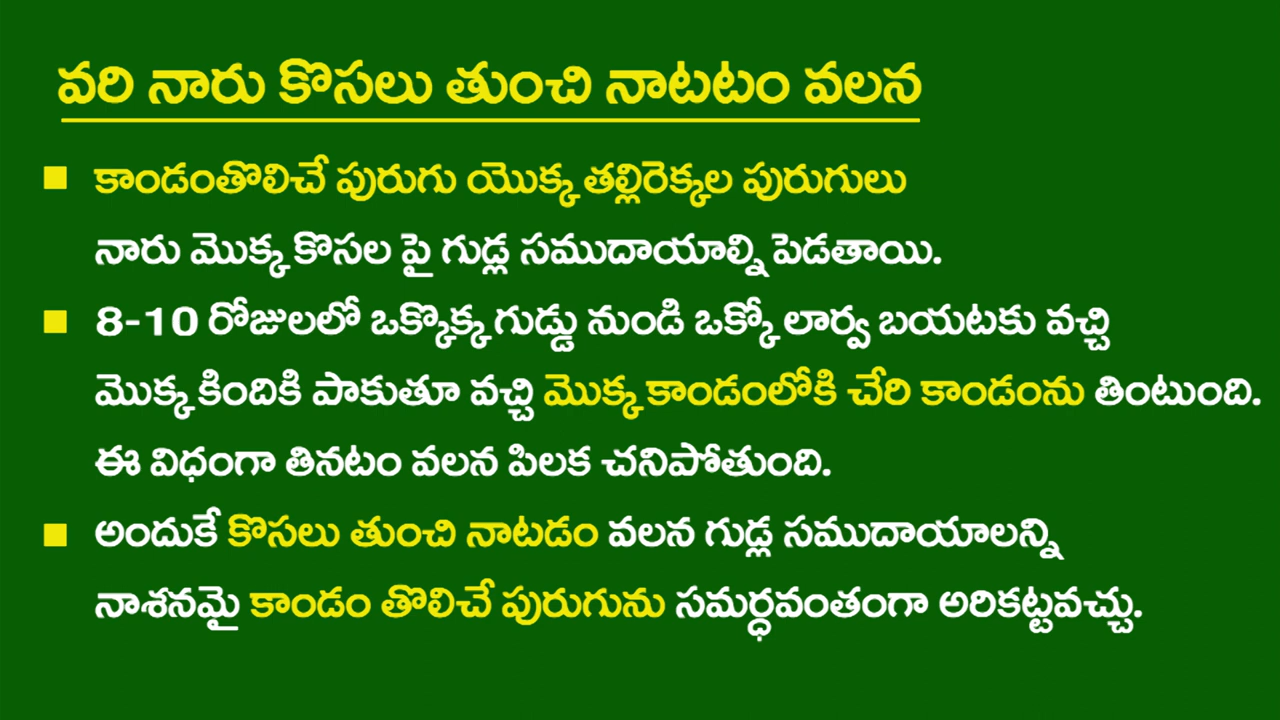 వరి నారు కొసలు తుంచి నాటటం వలన
■ కాండంతొలిచే పురుగు యొక్క తల్లిరెక్కల పురుగులు
నారు మొక్క కొసల పై గుడ్ల సముదాయాల్ని పెడతాయి.
■ 8-10 రోజులలో ఒక్కొక్క గుడ్డు నుండి ఒక్కో లార్వ బయటకు వచ్చి
మొక్క కిందికి పాకుతూ వచ్చి మొక్క కాండంలోకి చేరి కాండంను తింటుంది.
ఈ విధంగా తినటం వలన పిలక చనిపోతుంది.
■ అందుకే కొసలు తుంచి నాటడం వలన గుడ్ల సముదాయాలన్ని
నాశనమై కాండం తొలిచే పురుగును సమర్ధవంతంగా అరికట్టవచ్చు.